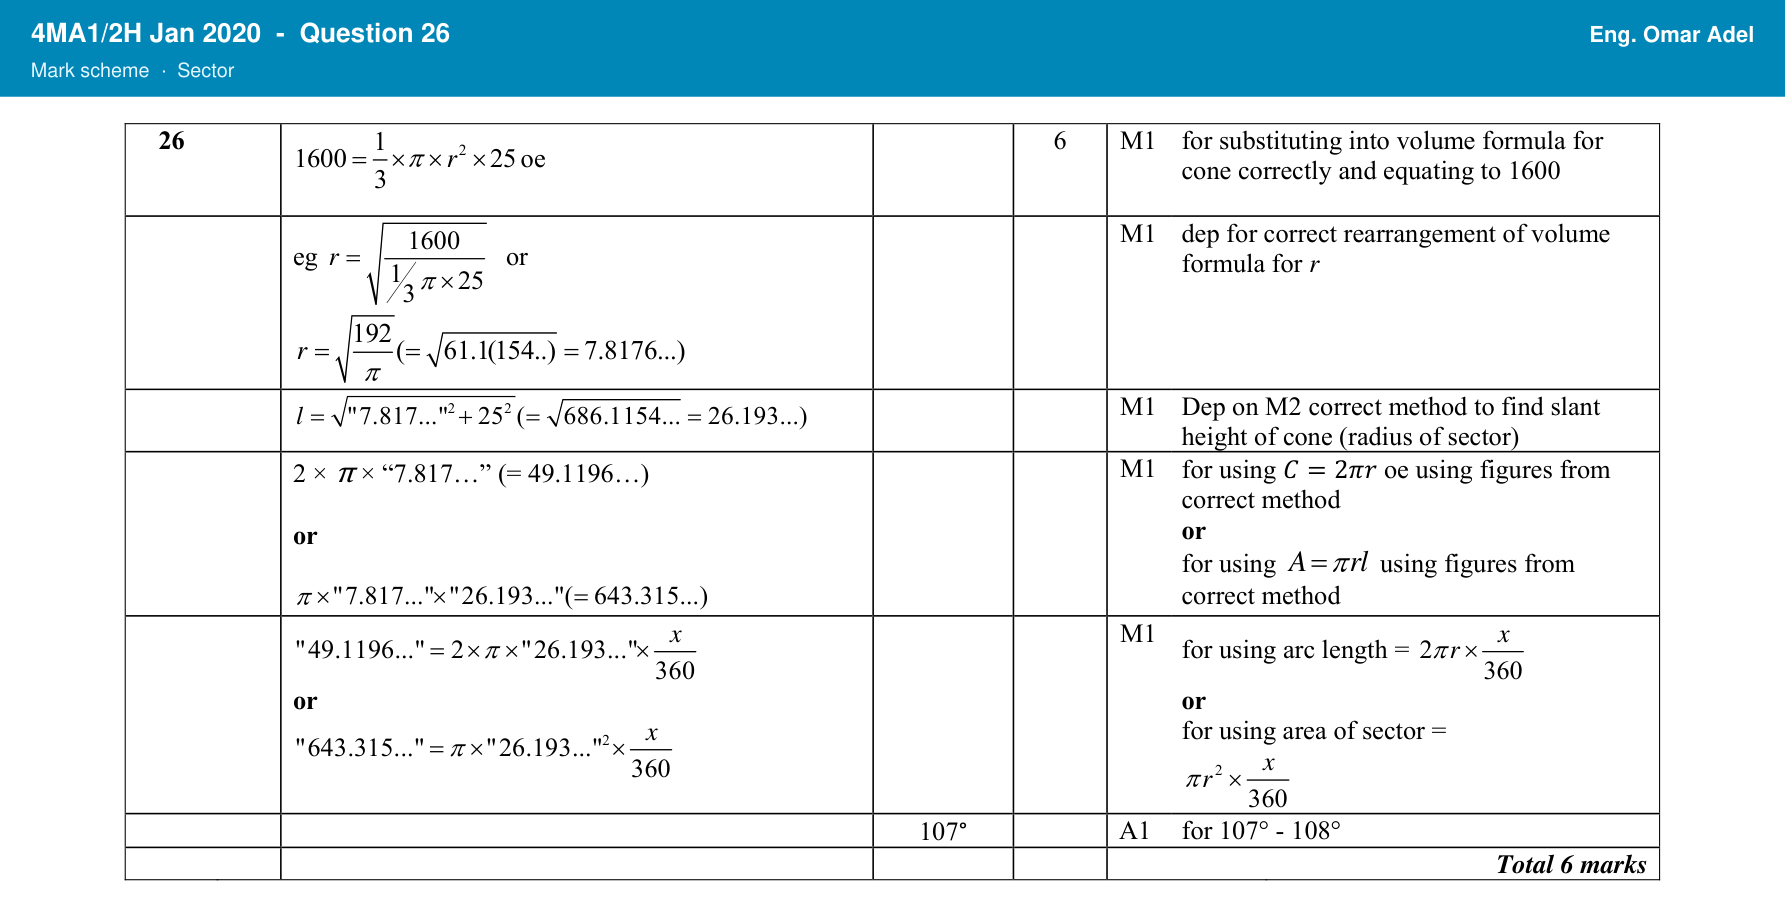 4MA1/2H Jan 2020 - Question 26
Eng. Omar Adel
Mark scheme · Sector
26
1600 = 1/3 × π × r² × 25 oe
6
M1 for substituting into volume formula for
cone correctly and equating to 1600
eg r = √(1600 / (1/3 π × 25)) or
r = √(192/π) (= √61.1(154..) = 7.8176...)
M1 dep for correct rearrangement of volume
formula for r
l = √("7.817..."² + 25²) (= √686.1154... = 26.193...)
M1 Dep on M2 correct method to find slant
height of cone (radius of sector)
2 × π × “7.817…” (= 49.1196…)
or
π × "7.817..." × "26.193..." (= 643.315...)
M1 for using C = 2πr oe using figures from
correct method
or
for using A = πrl using figures from
correct method
"49.1196..." = 2 × π × "26.193..." × x/360
or
"643.315..." = π × "26.193..."² × x/360
M1 for using arc length = 2πr × x/360
or
for using area of sector =
πr² × x/360
107°
A1 for 107° - 108°
Total 6 marks